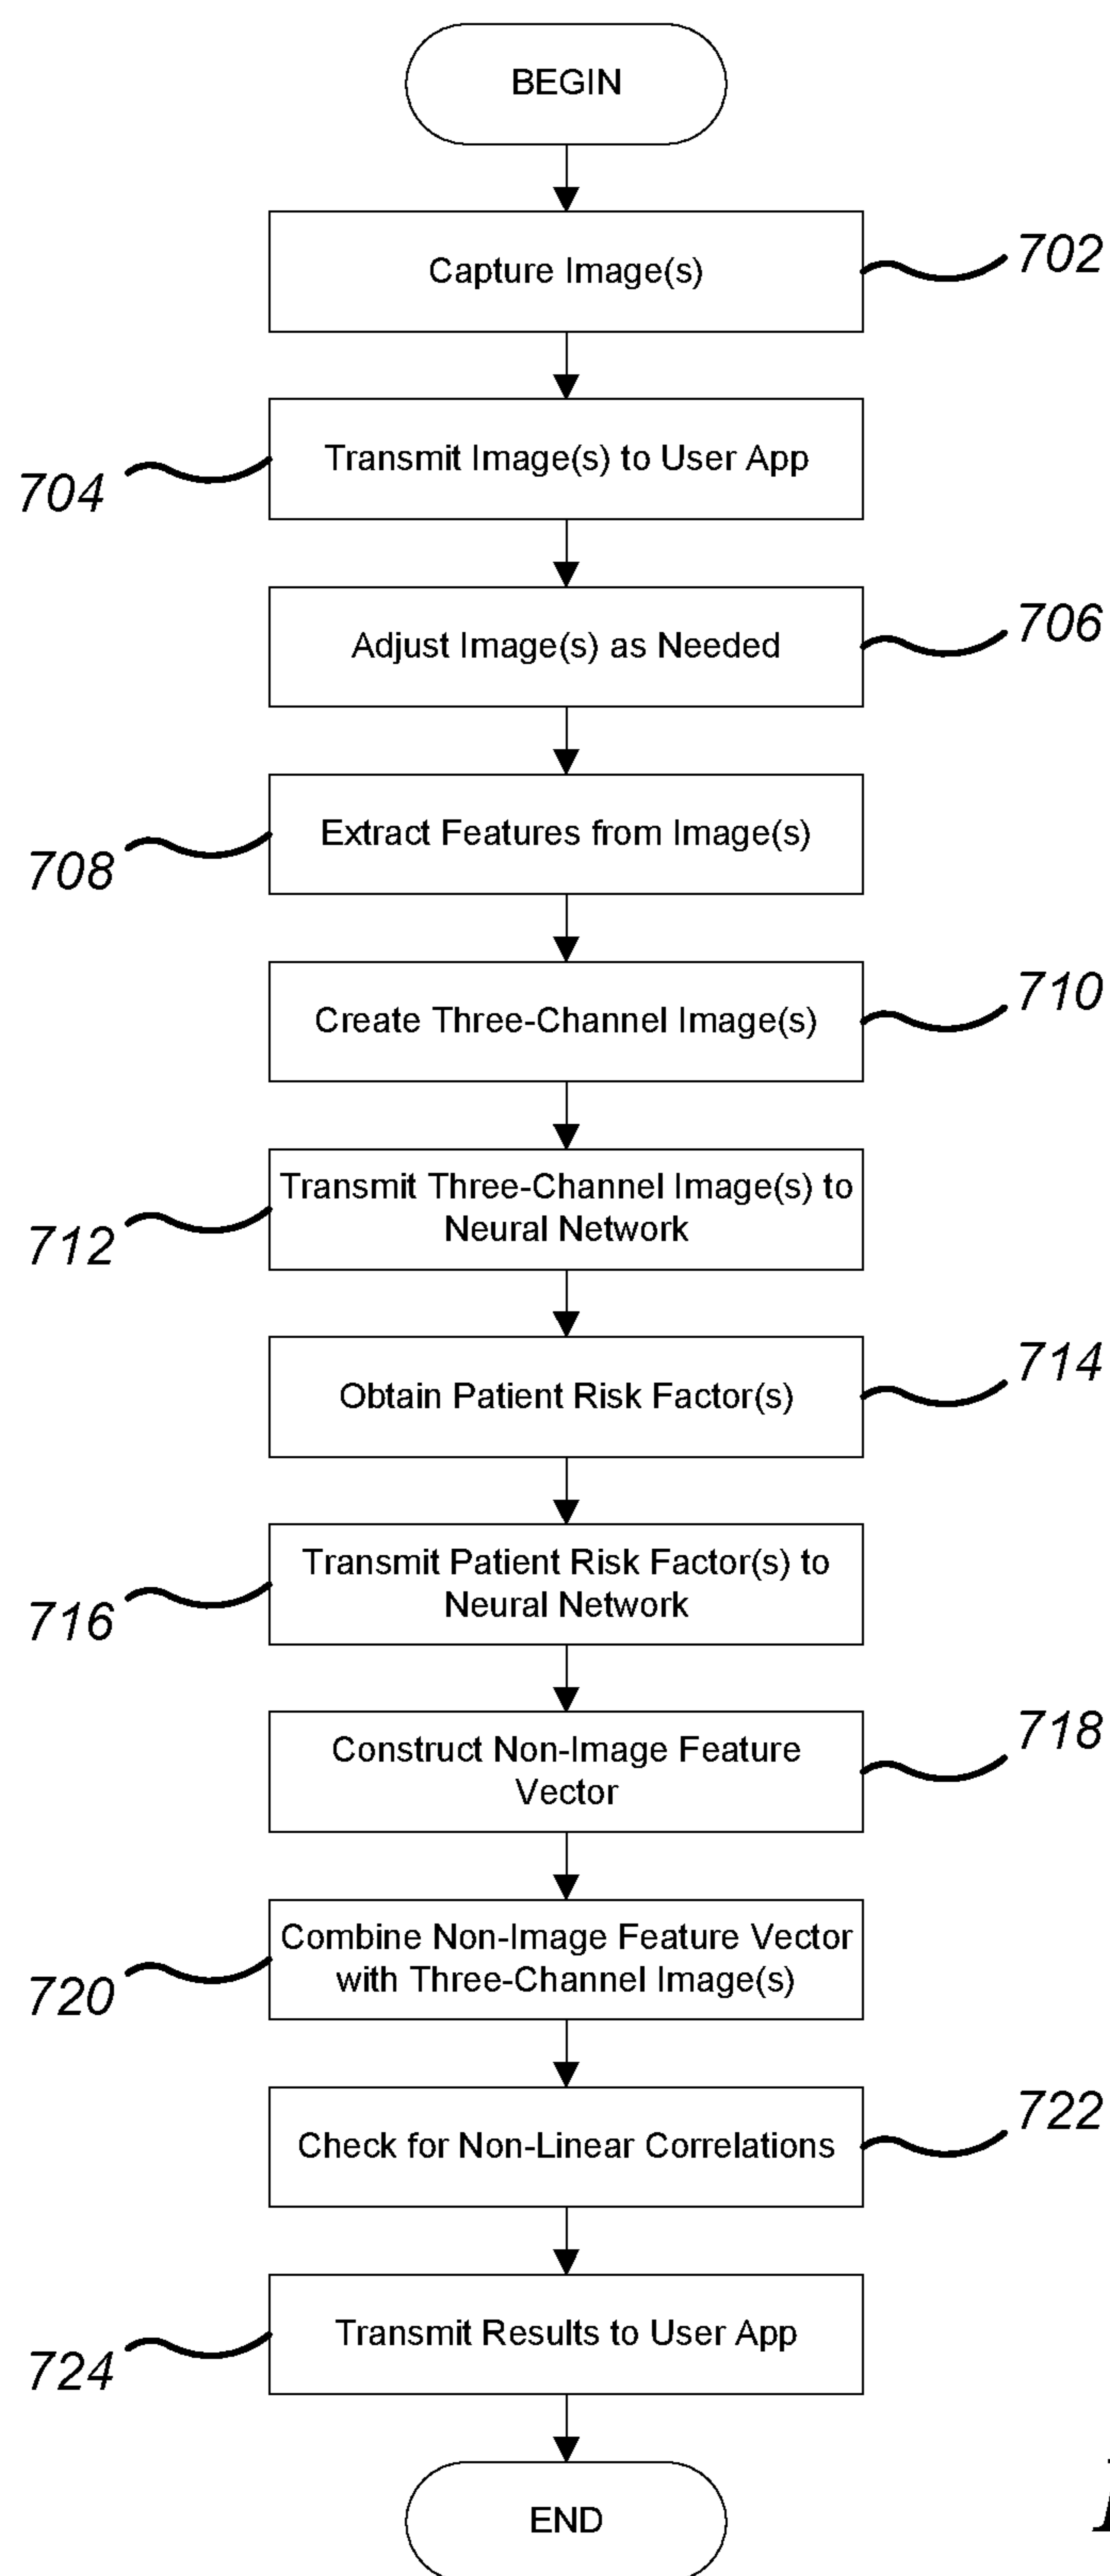 BEGIN
Capture Image(s)
702
Transmit Image(s) to User App
704
Adjust Image(s) as Needed
706
Extract Features from Image(s)
708
Create Three-Channel Image(s)
710
Transmit Three-Channel Image(s) to
Neural Network
712
Obtain Patient Risk Factor(s)
714
Transmit Patient Risk Factor(s) to
Neural Network
716
Construct Non-Image Feature
Vector
718
Combine Non-Image Feature Vector
with Three-Channel Image(s)
720
Check for Non-Linear Correlations
722
Transmit Results to User App
724
END